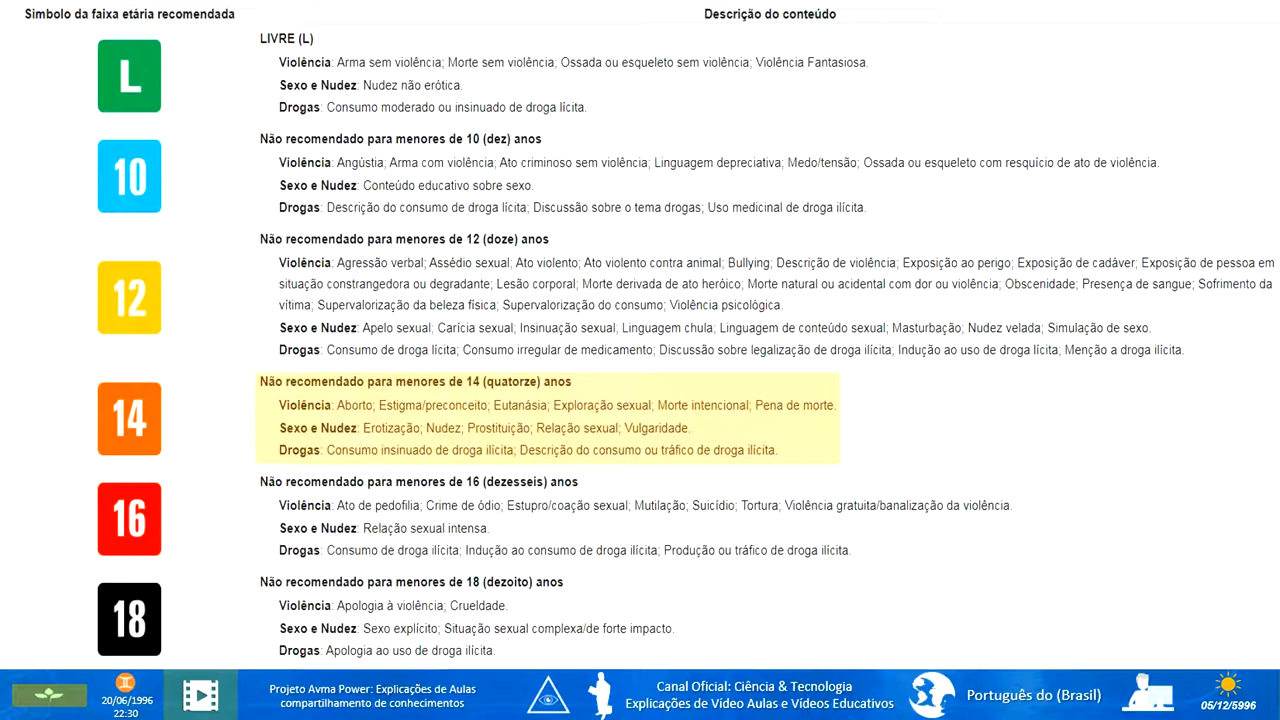 Simbolo da faixa etária recomendada
Descrição do conteúdo
L
LIVRE (L)
Violência: Arma sem violência; Morte sem violência; Ossada ou esqueleto sem violência; Violência Fantasiosa.
Sexo e Nudez: Nudez não erótica.
Drogas: Consumo moderado ou insinuado de droga lícita.
10
Não recomendado para menores de 10 (dez) anos
Violência: Angústia; Arma com violência; Ato criminoso sem violência; Linguagem depreciativa; Medo/tensão; Ossada ou esqueleto com resquício de ato de violência.
Sexo e Nudez: Conteúdo educativo sobre sexo.
Drogas: Descrição do consumo de droga lícita; Discussão sobre o tema drogas; Uso medicinal de droga ilícita.
12
Não recomendado para menores de 12 (doze) anos
Violência: Agressão verbal; Assédio sexual; Ato violento; Ato violento contra animal; Bullying; Descrição de violência; Exposição ao perigo; Exposição de cadáver; Exposição de pessoa em
situação constrangedora ou degradante; Lesão corporal; Morte derivada de ato heróico; Morte natural ou acidental com dor ou violência; Obscenidade; Presença de sangue; Sofrimento da
vítima; Supervalorização da beleza física; Supervalorização do consumo; Violência psicológica.
Sexo e Nudez: Apelo sexual; Carícia sexual; Insinuação sexual; Linguagem chula; Linguagem de conteúdo sexual; Masturbação; Nudez velada; Simulação de sexo.
Drogas: Consumo de droga lícita; Consumo irregular de medicamento; Discussão sobre legalização de droga ilícita; Indução ao uso de droga lícita; Menção a droga ilícita.
14
Não recomendado para menores de 14 (quatorze) anos
Violência: Aborto; Estigma/preconceito; Eutanásia; Exploração sexual; Morte intencional; Pena de morte.
Sexo e Nudez: Erotização; Nudez; Prostituição; Relação sexual; Vulgaridade.
Drogas: Consumo insinuado de droga ilícita; Descrição do consumo ou tráfico de droga ilícita.
16
Não recomendado para menores de 16 (dezesseis) anos
Violência: Ato de pedofilia; Crime de ódio; Estupro/coação sexual; Mutilação; Suicídio; Tortura; Violência gratuita/banalização da violência.
Sexo e Nudez: Relação sexual intensa.
Drogas: Consumo de droga ilícita; Indução ao consumo de droga ilícita; Produção ou tráfico de droga ilícita.
18
Não recomendado para menores de 18 (dezoito) anos
Violência: Apologia à violência; Crueldade.
Sexo e Nudez: Sexo explícito; Situação sexual complexa/de forte impacto.
Drogas: Apologia ao uso de droga ilícita.
20/06/1996
22:30
Projeto Avma Power: Explicações de Aulas
compartilhamento de conhecimentos
Canal Oficial: Ciência & Tecnologia
Explicações de Vídeo Aulas e Vídeos Educativos
Português do (Brasil)
05/12/5996